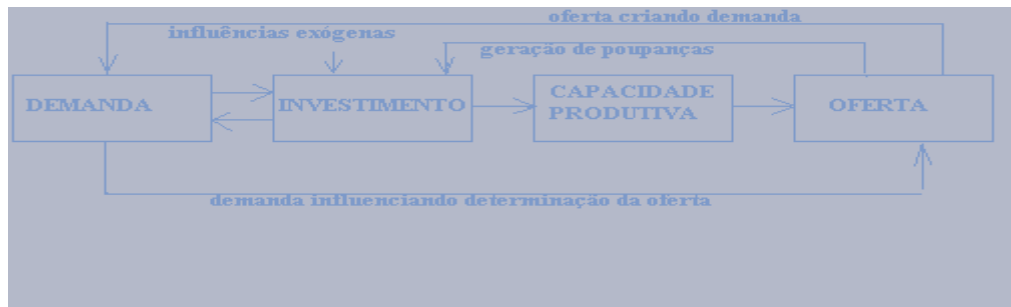 oferta criando demanda
influências exógenas
geração de poupanças
DEMANDA
INVESTIMENTO
CAPACIDADE
PRODUTIVA
OFERTA
demanda influenciando determinação da oferta